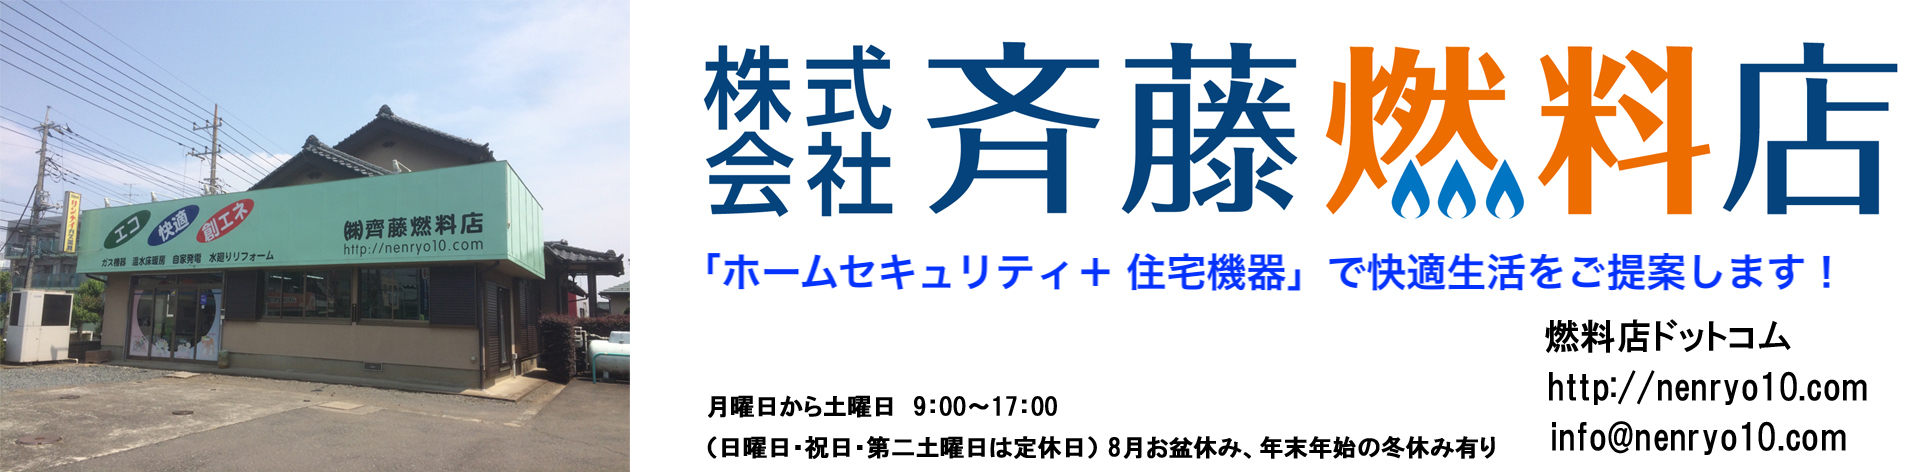 エコ 快適 創エネ
㈱齊藤燃料店
http://nenryo10.com
ガス機器 温水床暖房 自家発電 水廻りリフォーム
株式会社 斉藤燃料店
「ホームセキュリティ＋ 住宅機器」で快適生活をご提案します！
燃料店ドットコム
http://nenryo10.com
info@nenryo10.com
月曜日から土曜日 9:00～17:00
（日曜日・祝日・第二土曜日は定休日）8月お盆休み、年末年始の冬休み有り